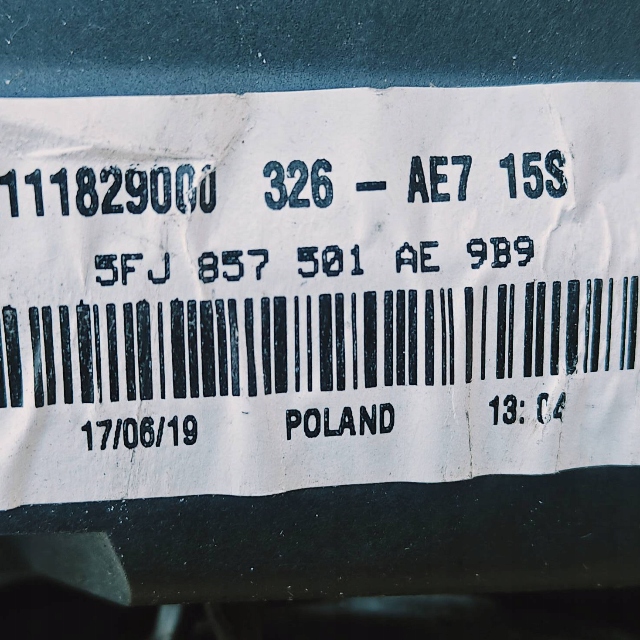 111829000 326 - AE7 15S
5FJ 857 501 AE 9B9
17/06/19 POLAND 13:04